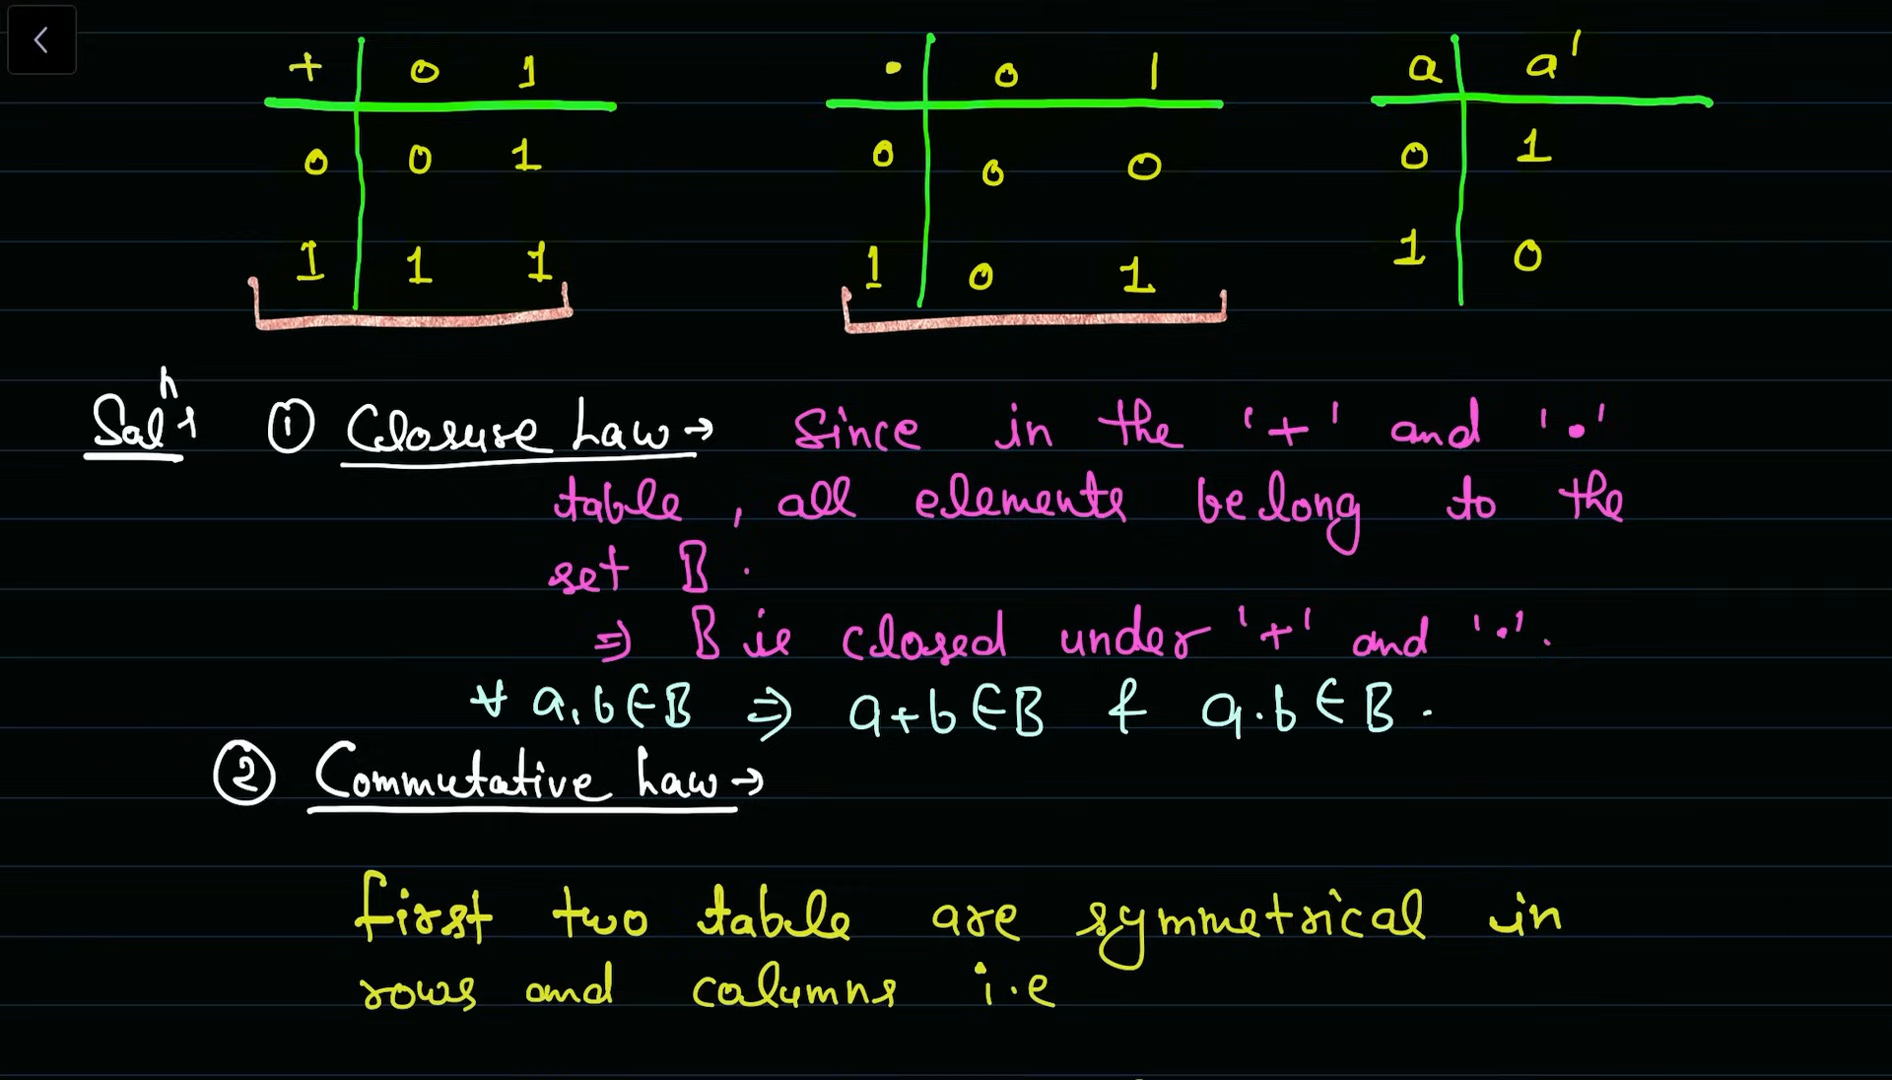 + | 0 1
0 | 0 1
1 | 1 1
• | 0 1
0 | 0 0
1 | 0 1
a | a'
0 | 1
1 | 0
Solⁿ: ① Closure Law → Since in the '+' and '•'
table, all elements belong to the
set B.
⇒ B is closed under '+' and '•'.
∀ a,b∈B ⇒ a+b∈B & a.b∈B.
② Commutative Law →
First two table are symmetrical in
rows and columns i.e